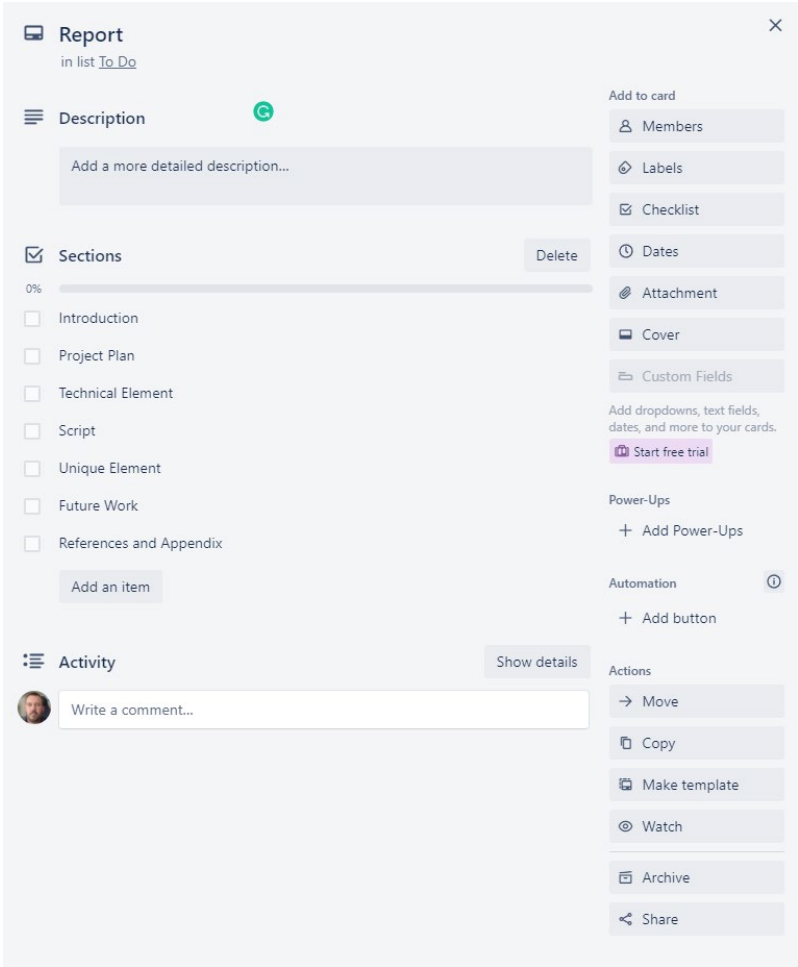 Report
in list To Do
Description
Add a more detailed description...
Sections
Delete
0%
Introduction
Project Plan
Technical Element
Script
Unique Element
Future Work
References and Appendix
Add an item
Activity
Show details
Write a comment...
Add to card
Members
Labels
Checklist
Dates
Attachment
Cover
Custom Fields
Add dropdowns, text fields,
dates, and more to your cards.
Start free trial
Power-Ups
+ Add Power-Ups
Automation
+ Add button
Actions
Move
Copy
Make template
Watch
Archive
Share